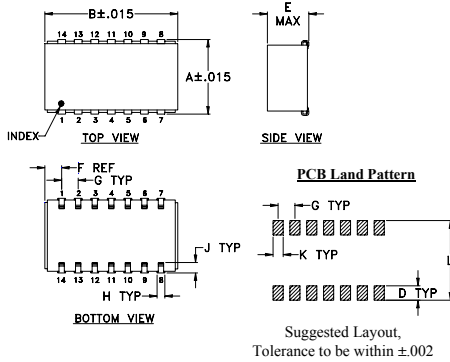 B±.015
E
MAX
14 13 12 11 10 9 8
A±.015
INDEX
1 2 3 4 5 6 7
TOP VIEW
SIDE VIEW
F REF
G TYP
1 2 3 4 5 6 7
J TYP
14 13 12 11 10 9 8
H TYP
BOTTOM VIEW
PCB Land Pattern
G TYP
K TYP
L
D TYP
Suggested Layout,
Tolerance to be within ±.002